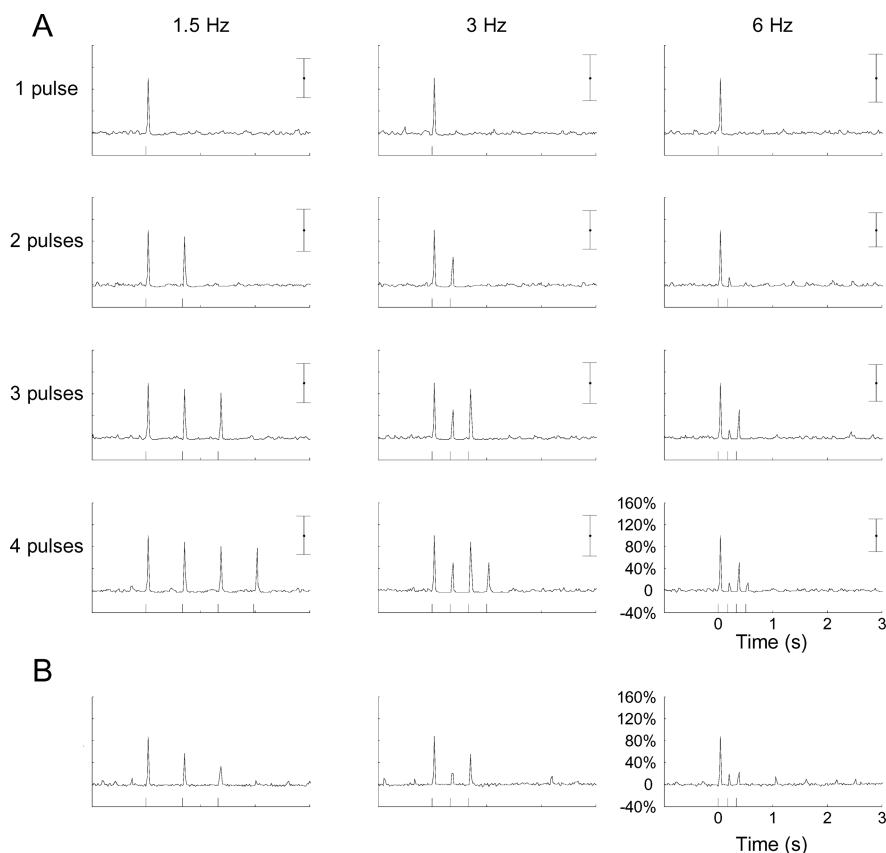 A
1.5 Hz
3 Hz
6 Hz
1 pulse
2 pulses
3 pulses
4 pulses
160%
120%
80%
40%
0
-40%
0
1
2
3
Time (s)
B
160%
120%
80%
40%
0
-40%
0
1
2
3
Time (s)